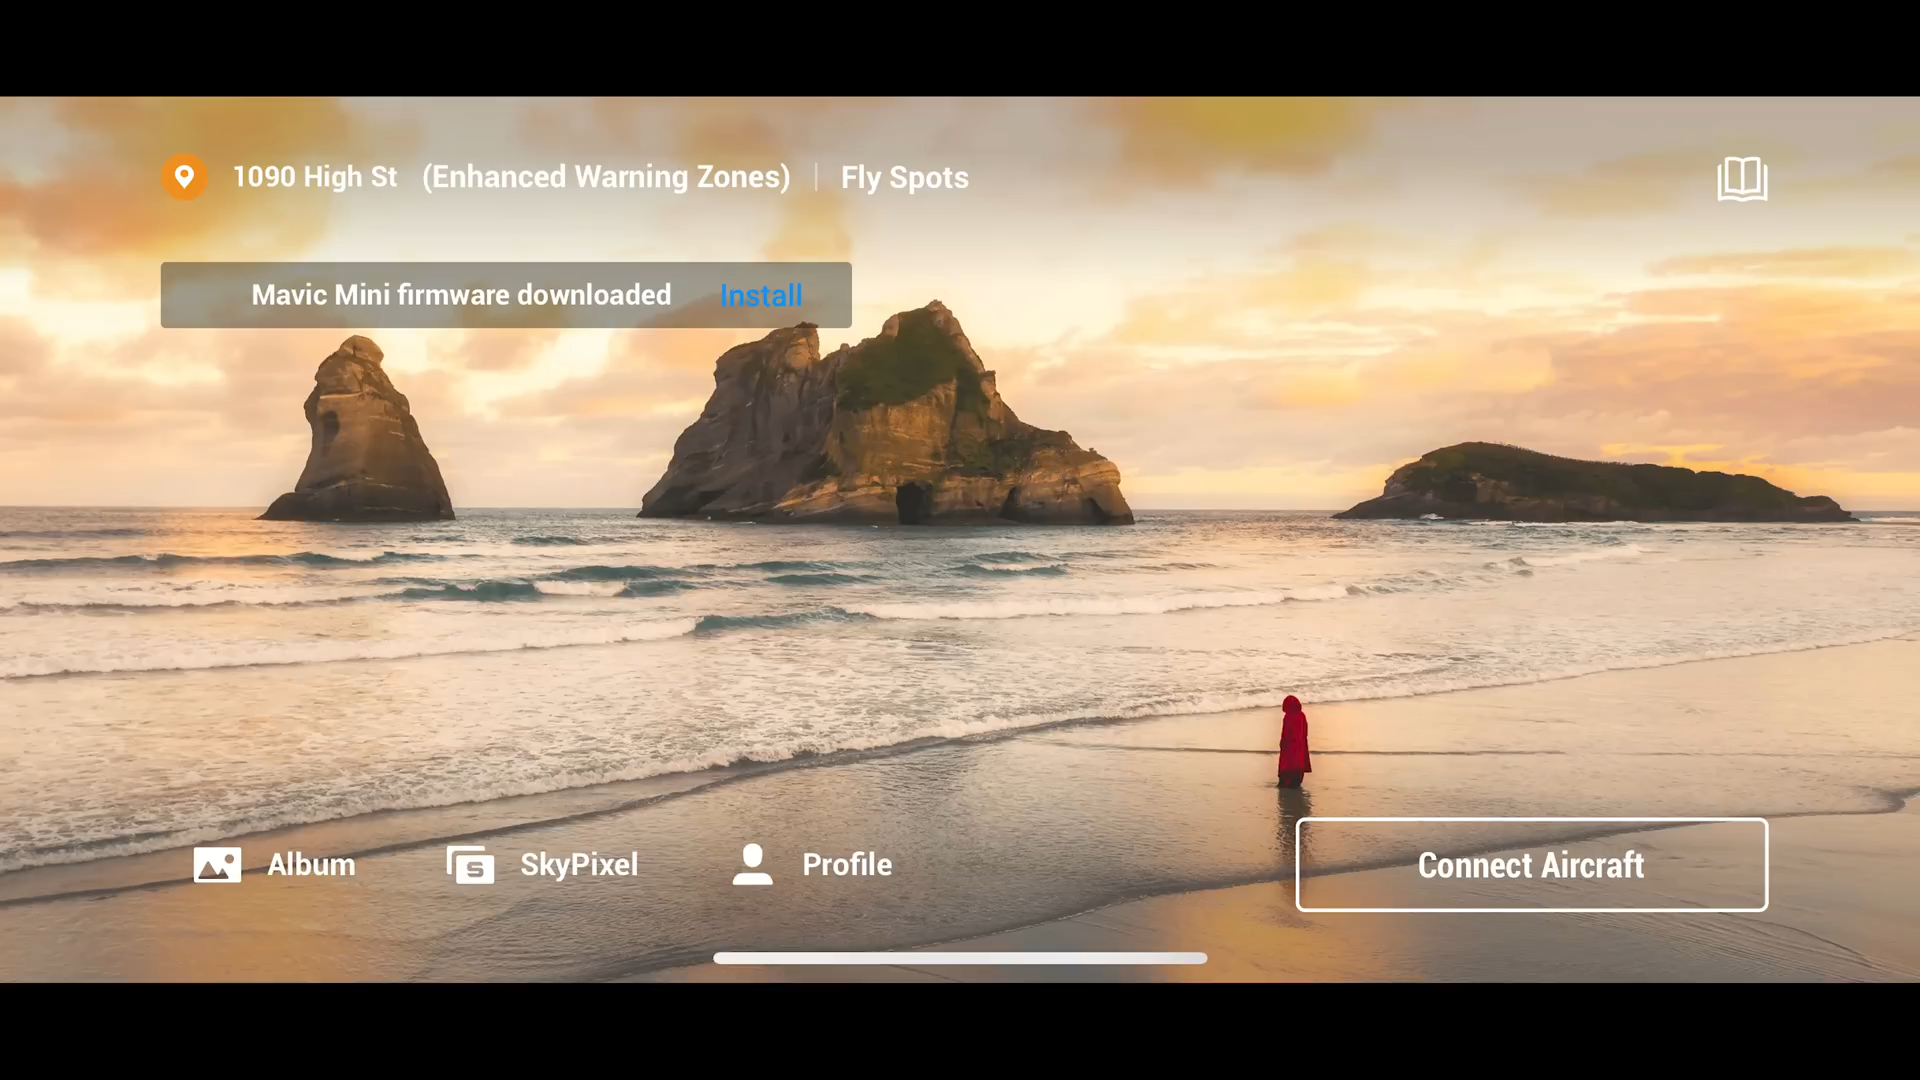 1090 High St (Enhanced Warning Zones) | Fly Spots
Mavic Mini firmware downloaded Install
Album SkyPixel Profile Connect Aircraft